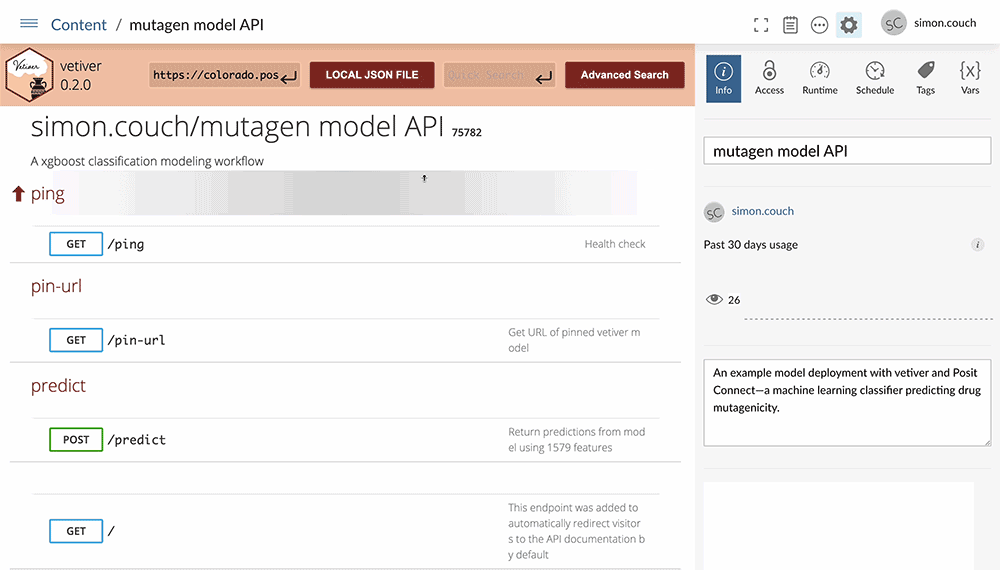 Content / mutagen model API
simon.couch
SC
Vetiver
vetiver
0.2.0
https://colorado.pos
LOCAL JSON FILE
Quick Search
Advanced Search
simon.couch/mutagen model API 75782
A xgboost classification modeling workflow
ping
GET /ping Health check
pin-url
GET /pin-url Get URL of pinned vetiver m
odel
predict
POST /predict Return predictions from mod
el using 1579 features
GET / This endpoint was added to
automatically redirect visitor
s to the API documentation b
y default
Info Access Runtime Schedule Tags Vars
mutagen model API
SC simon.couch
Past 30 days usage
26
An example model deployment with vetiver and Posit
Connect—a machine learning classifier predicting drug
mutagenicity.